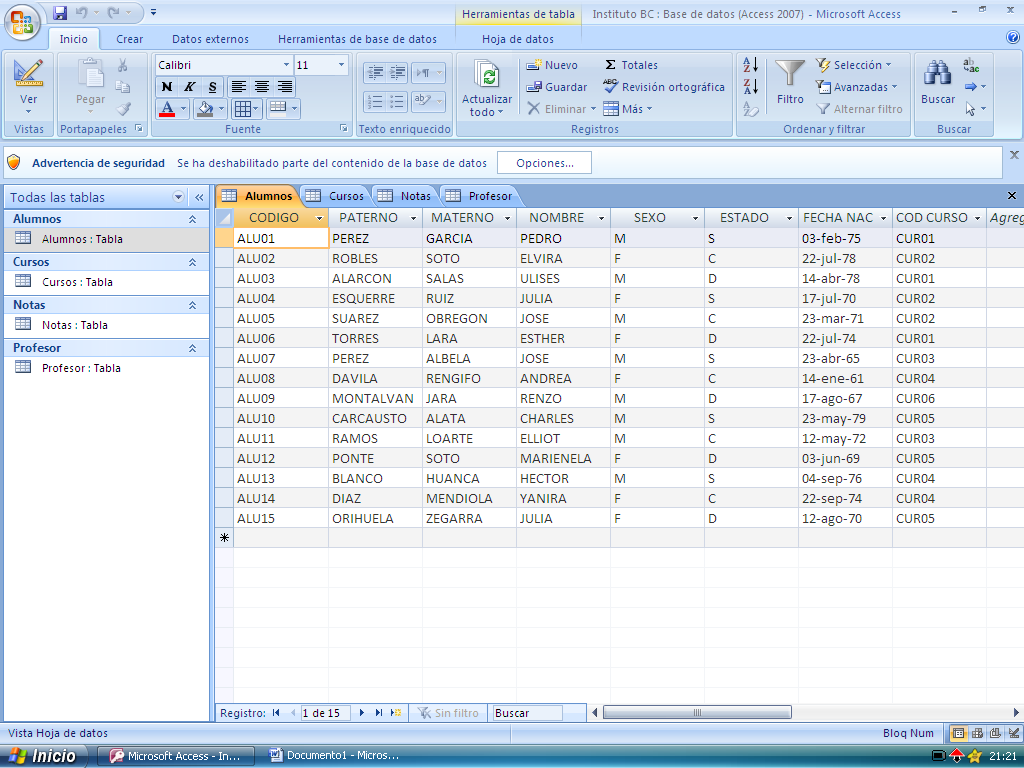 Herramientas de tabla Instituto BC : Base de datos (Access 2007) - Microsoft Access
Inicio Crear Datos externos Herramientas de base de datos Hoja de datos
Ver
Vistas
Pegar
Portapapeles
Calibri 11
N K S
A
Fuente
Texto enriquecido
Actualizar todo
Nuevo
Guardar
Eliminar
Totales
Revisión ortográfica
Más
Registros
Filtro
Selección
Avanzadas
Alternar filtro
Ordenar y filtrar
Buscar
Buscar
Advertencia de seguridad Se ha deshabilitado parte del contenido de la base de datos Opciones...
Todas las tablas
Alumnos
Alumnos : Tabla
Cursos
Cursos : Tabla
Notas
Notas : Tabla
Profesor
Profesor : Tabla
Alumnos Cursos Notas Profesor
CODIGO PATERNO MATERNO NOMBRE SEXO ESTADO FECHA NAC COD CURSO Agreg
ALU01 PEREZ GARCIA PEDRO M S 03-feb-75 CUR01
ALU02 ROBLES SOTO ELVIRA F C 22-jul-78 CUR02
ALU03 ALARCON SALAS ULISES M D 14-abr-78 CUR01
ALU04 ESQUERRE RUIZ JULIA F S 17-jul-70 CUR02
ALU05 SUAREZ OBREGON JOSE M C 23-mar-71 CUR02
ALU06 TORRES LARA ESTHER F D 22-jul-74 CUR01
ALU07 PEREZ ALBELA JOSE M S 23-abr-65 CUR03
ALU08 DAVILA RENGIFO ANDREA F C 14-ene-61 CUR04
ALU09 MONTALVAN JARA RENZO M D 17-ago-67 CUR06
ALU10 CARCAUSTO ALATA CHARLES M S 23-may-79 CUR05
ALU11 RAMOS LOARTE ELLIOT M C 12-may-72 CUR03
ALU12 PONTE SOTO MARIENELA F D 03-jun-69 CUR05
ALU13 BLANCO HUANCA HECTOR M S 04-sep-76 CUR04
ALU14 DIAZ MENDIOLA YANIRA F C 22-sep-74 CUR04
ALU15 ORIHUELA ZEGARRA JULIA F D 12-ago-70 CUR05
Registro: 1 de 15 Sin filtro Buscar
Vista Hoja de datos Bloq Num
Inicio Microsoft Access - In... Documento1 - Micros... 21:21